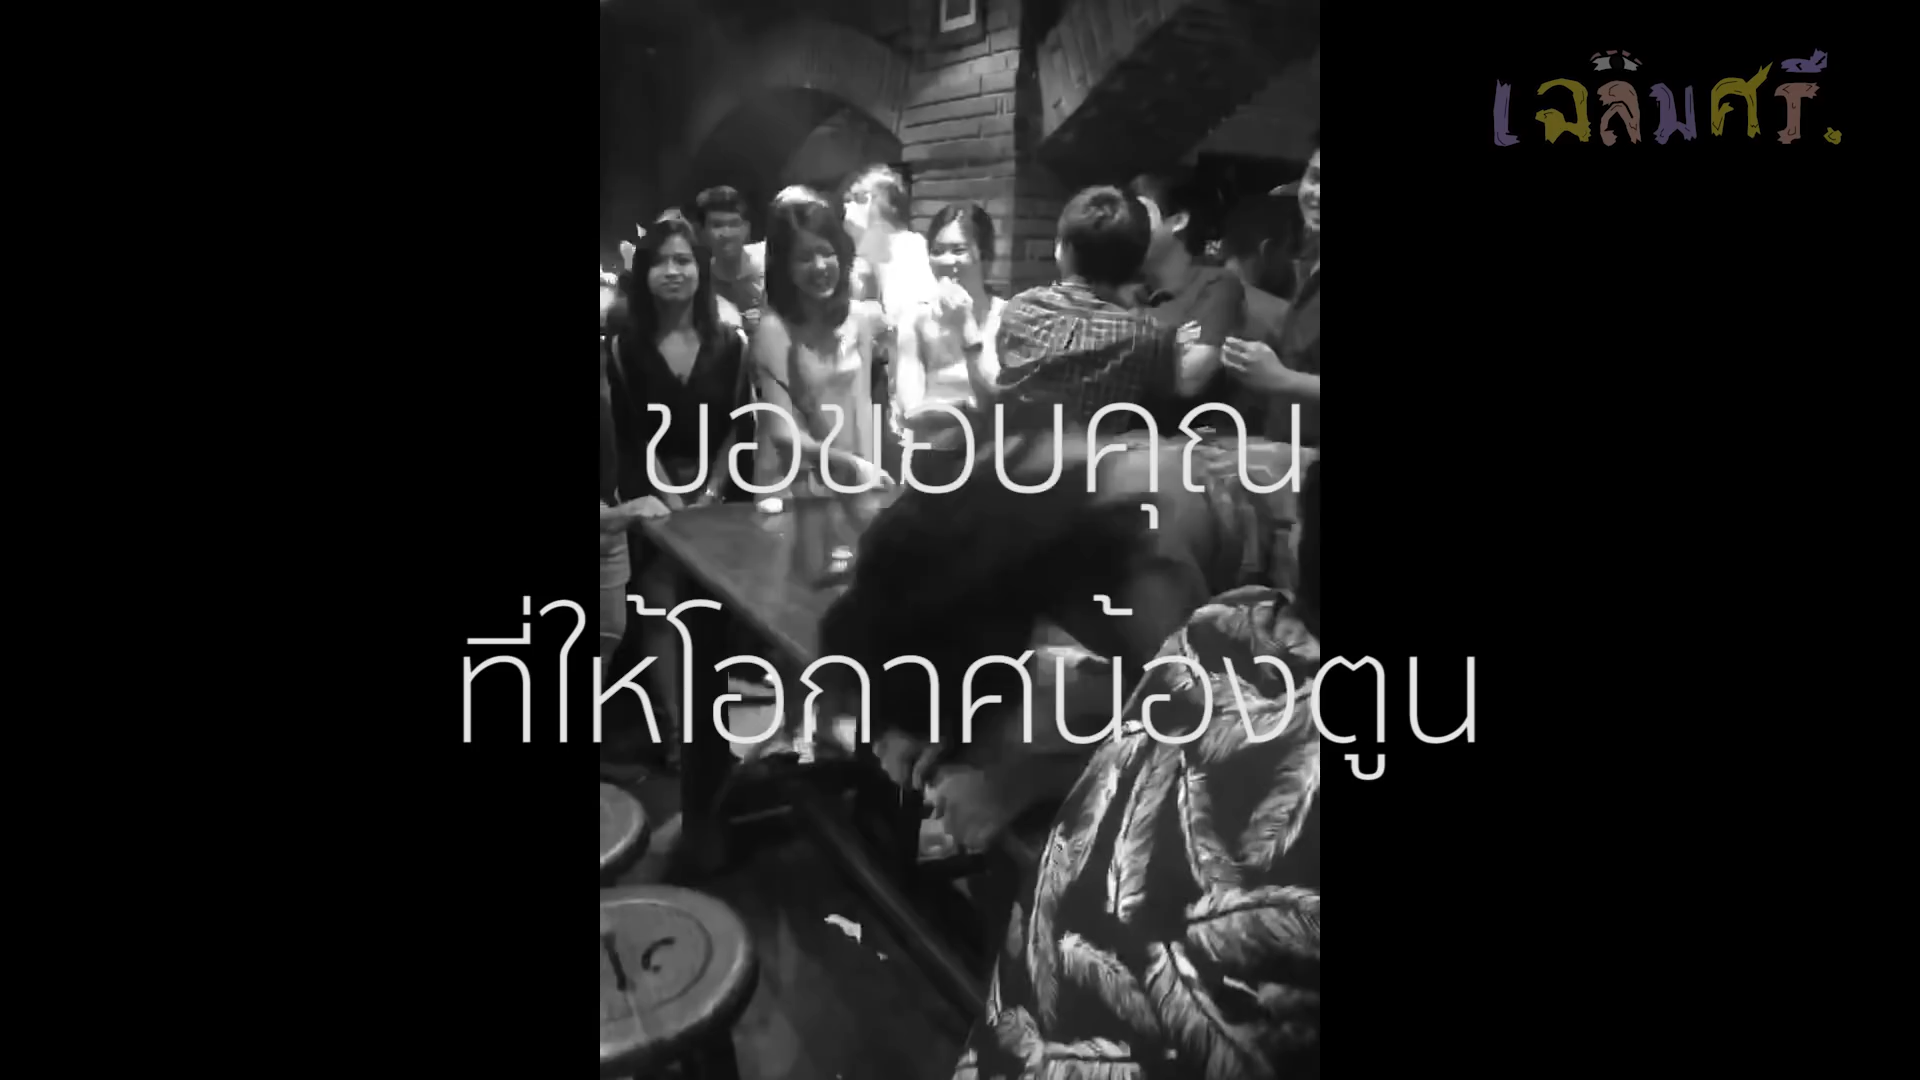 เฉลิมศรี.
ขอขอบคุณ
ที่ให้โอกาศน้องตูน